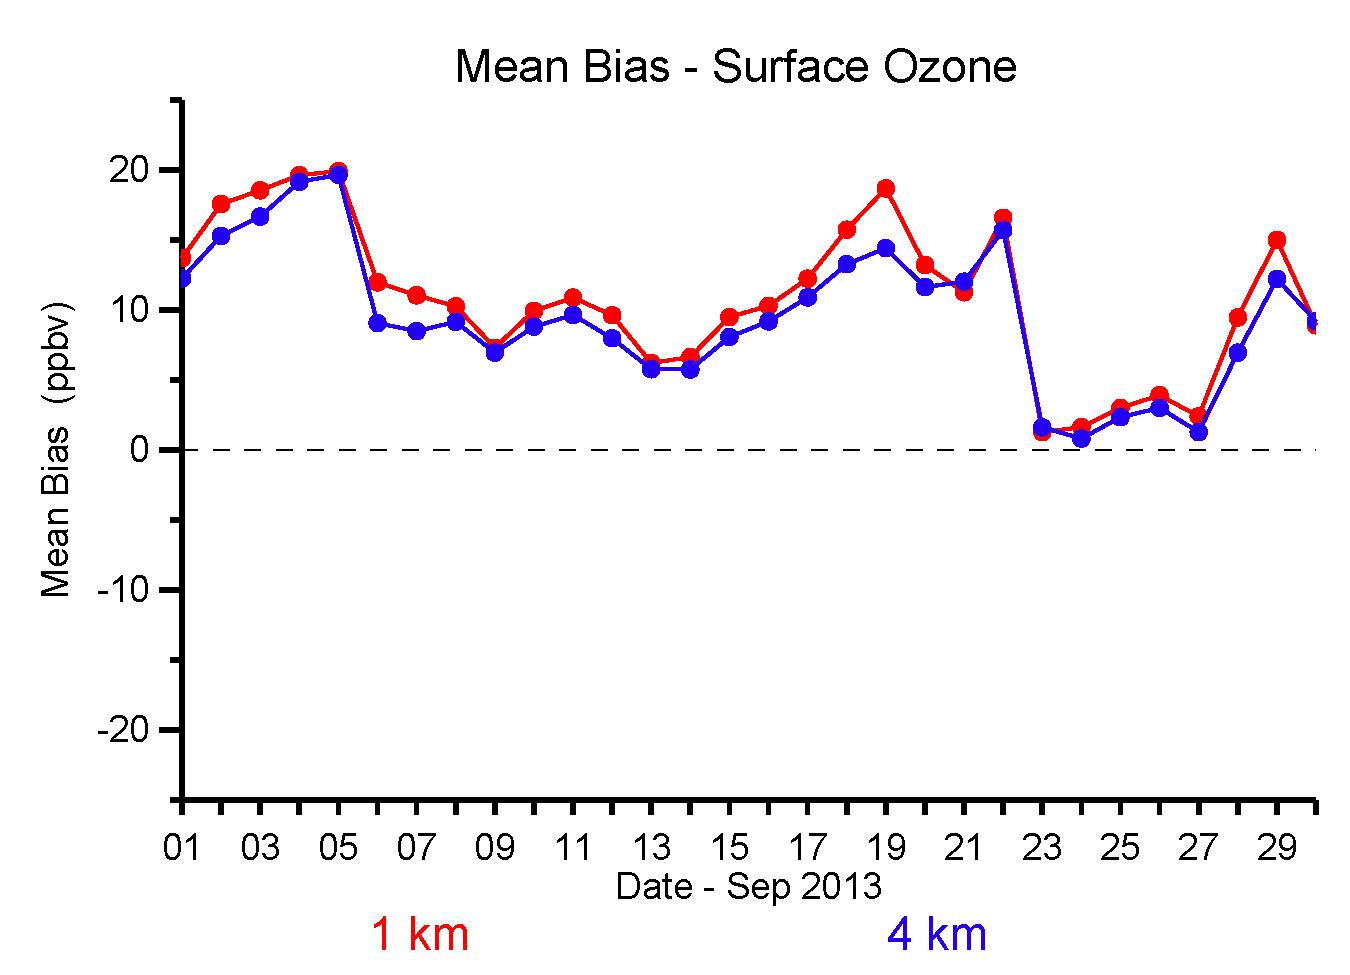 Mean Bias - Surface Ozone
20
10
0
-10
-20
Mean Bias (ppbv)
01 03 05 07 09 11 13 15 17 19 21 23 25 27 29
Date - Sep 2013
1 km 4 km